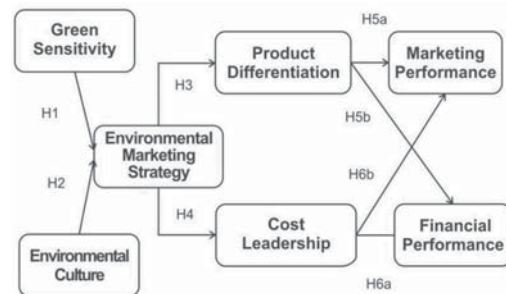 Green
Sensitivity
H1
H2
Environmental
Culture
Environmental
Marketing
Strategy
H3
H4
Product
Differentiation
Cost
Leadership
H5a
H5b
H6b
H6a
Marketing
Performance
Financial
Performance